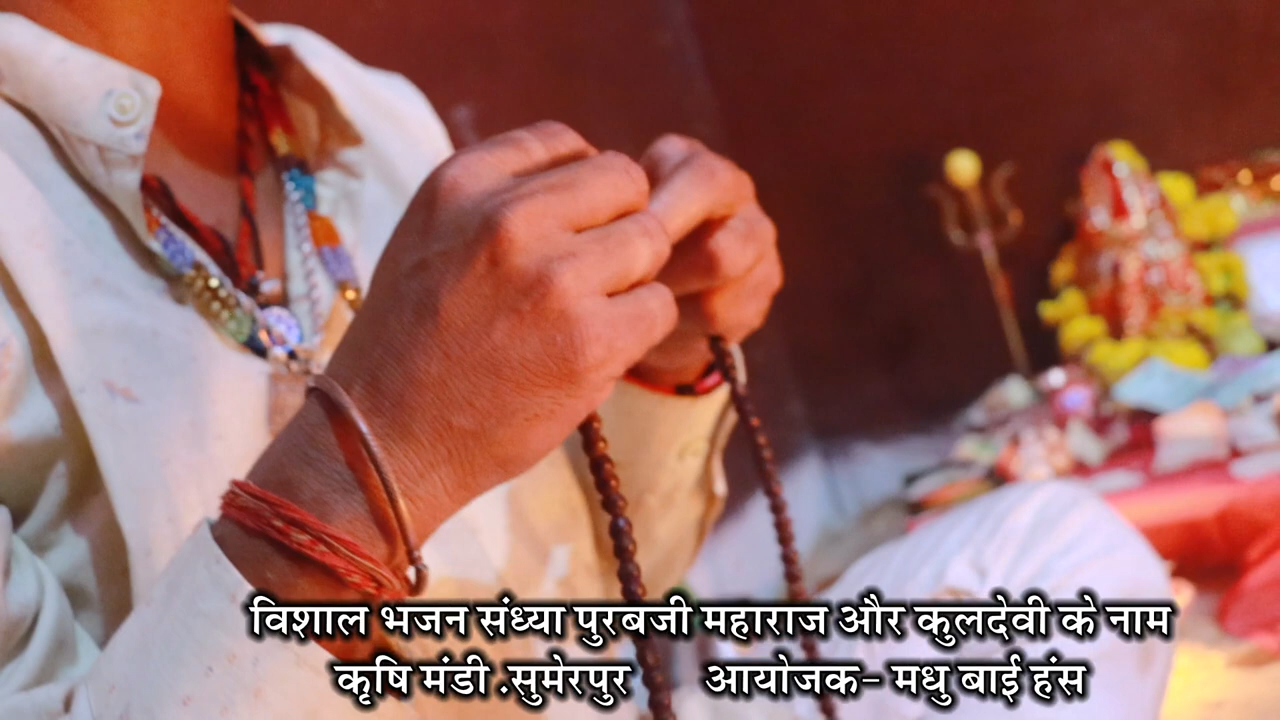 विशाल भजन संध्या पुरबजी महाराज और कुलदेवी के नाम
कृषि मंडी .सुमेरपुर आयोजक- मधु बाई हंस